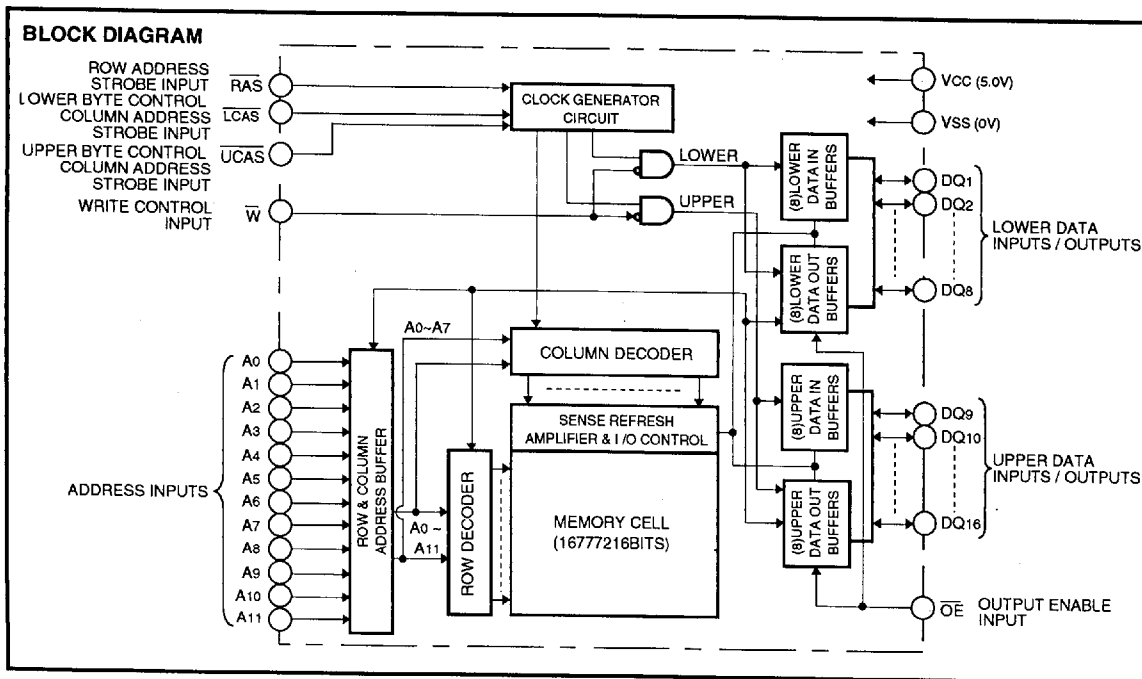 BLOCK DIAGRAM
ROW ADDRESS
STROBE INPUT
RAS
LOWER BYTE CONTROL
COLUMN ADDRESS
STROBE INPUT
LCAS
UPPER BYTE CONTROL
COLUMN ADDRESS
STROBE INPUT
UCAS
WRITE CONTROL
INPUT
W
CLOCK GENERATOR
CIRCUIT
LOWER
UPPER
VCC (5.0V)
VSS (0V)
(8)LOWER
DATA IN
BUFFERS
(8)LOWER
DATA OUT
BUFFERS
DQ1
DQ2
DQ8
LOWER DATA
INPUTS / OUTPUTS
A0~A7
COLUMN DECODER
SENSE REFRESH
AMPLIFIER & I /O CONTROL
MEMORY CELL
(16777216BITS)
ROW DECODER
A0 ~
A11
ROW & COLUMN
ADDRESS BUFFER
ADDRESS INPUTS
A0
A1
A2
A3
A4
A5
A6
A7
A8
A9
A10
A11
(8)UPPER
DATA IN
BUFFERS
(8)UPPER
DATA OUT
BUFFERS
DQ9
DQ10
DQ16
UPPER DATA
INPUTS / OUTPUTS
OE
OUTPUT ENABLE
INPUT